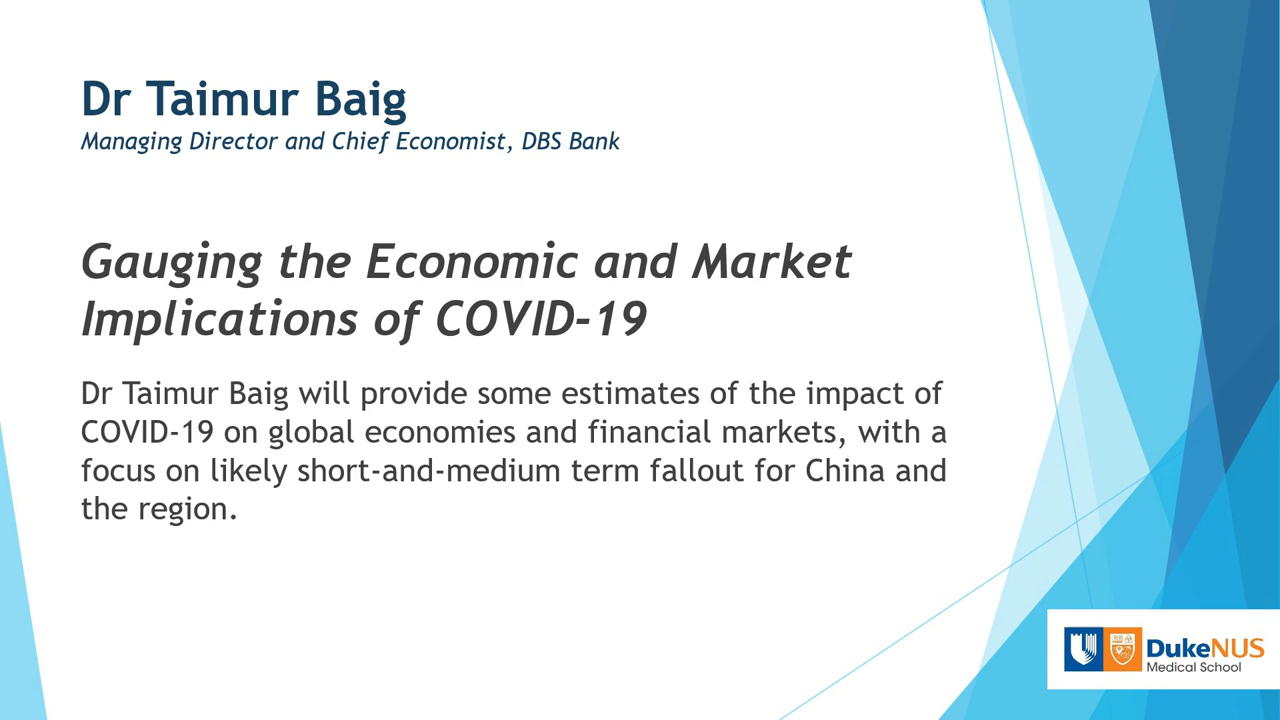 Dr Taimur Baig
Managing Director and Chief Economist, DBS Bank
Gauging the Economic and Market
Implications of COVID-19
Dr Taimur Baig will provide some estimates of the impact of
COVID-19 on global economies and financial markets, with a
focus on likely short-and-medium term fallout for China and
the region.
DukeNUS
Medical School